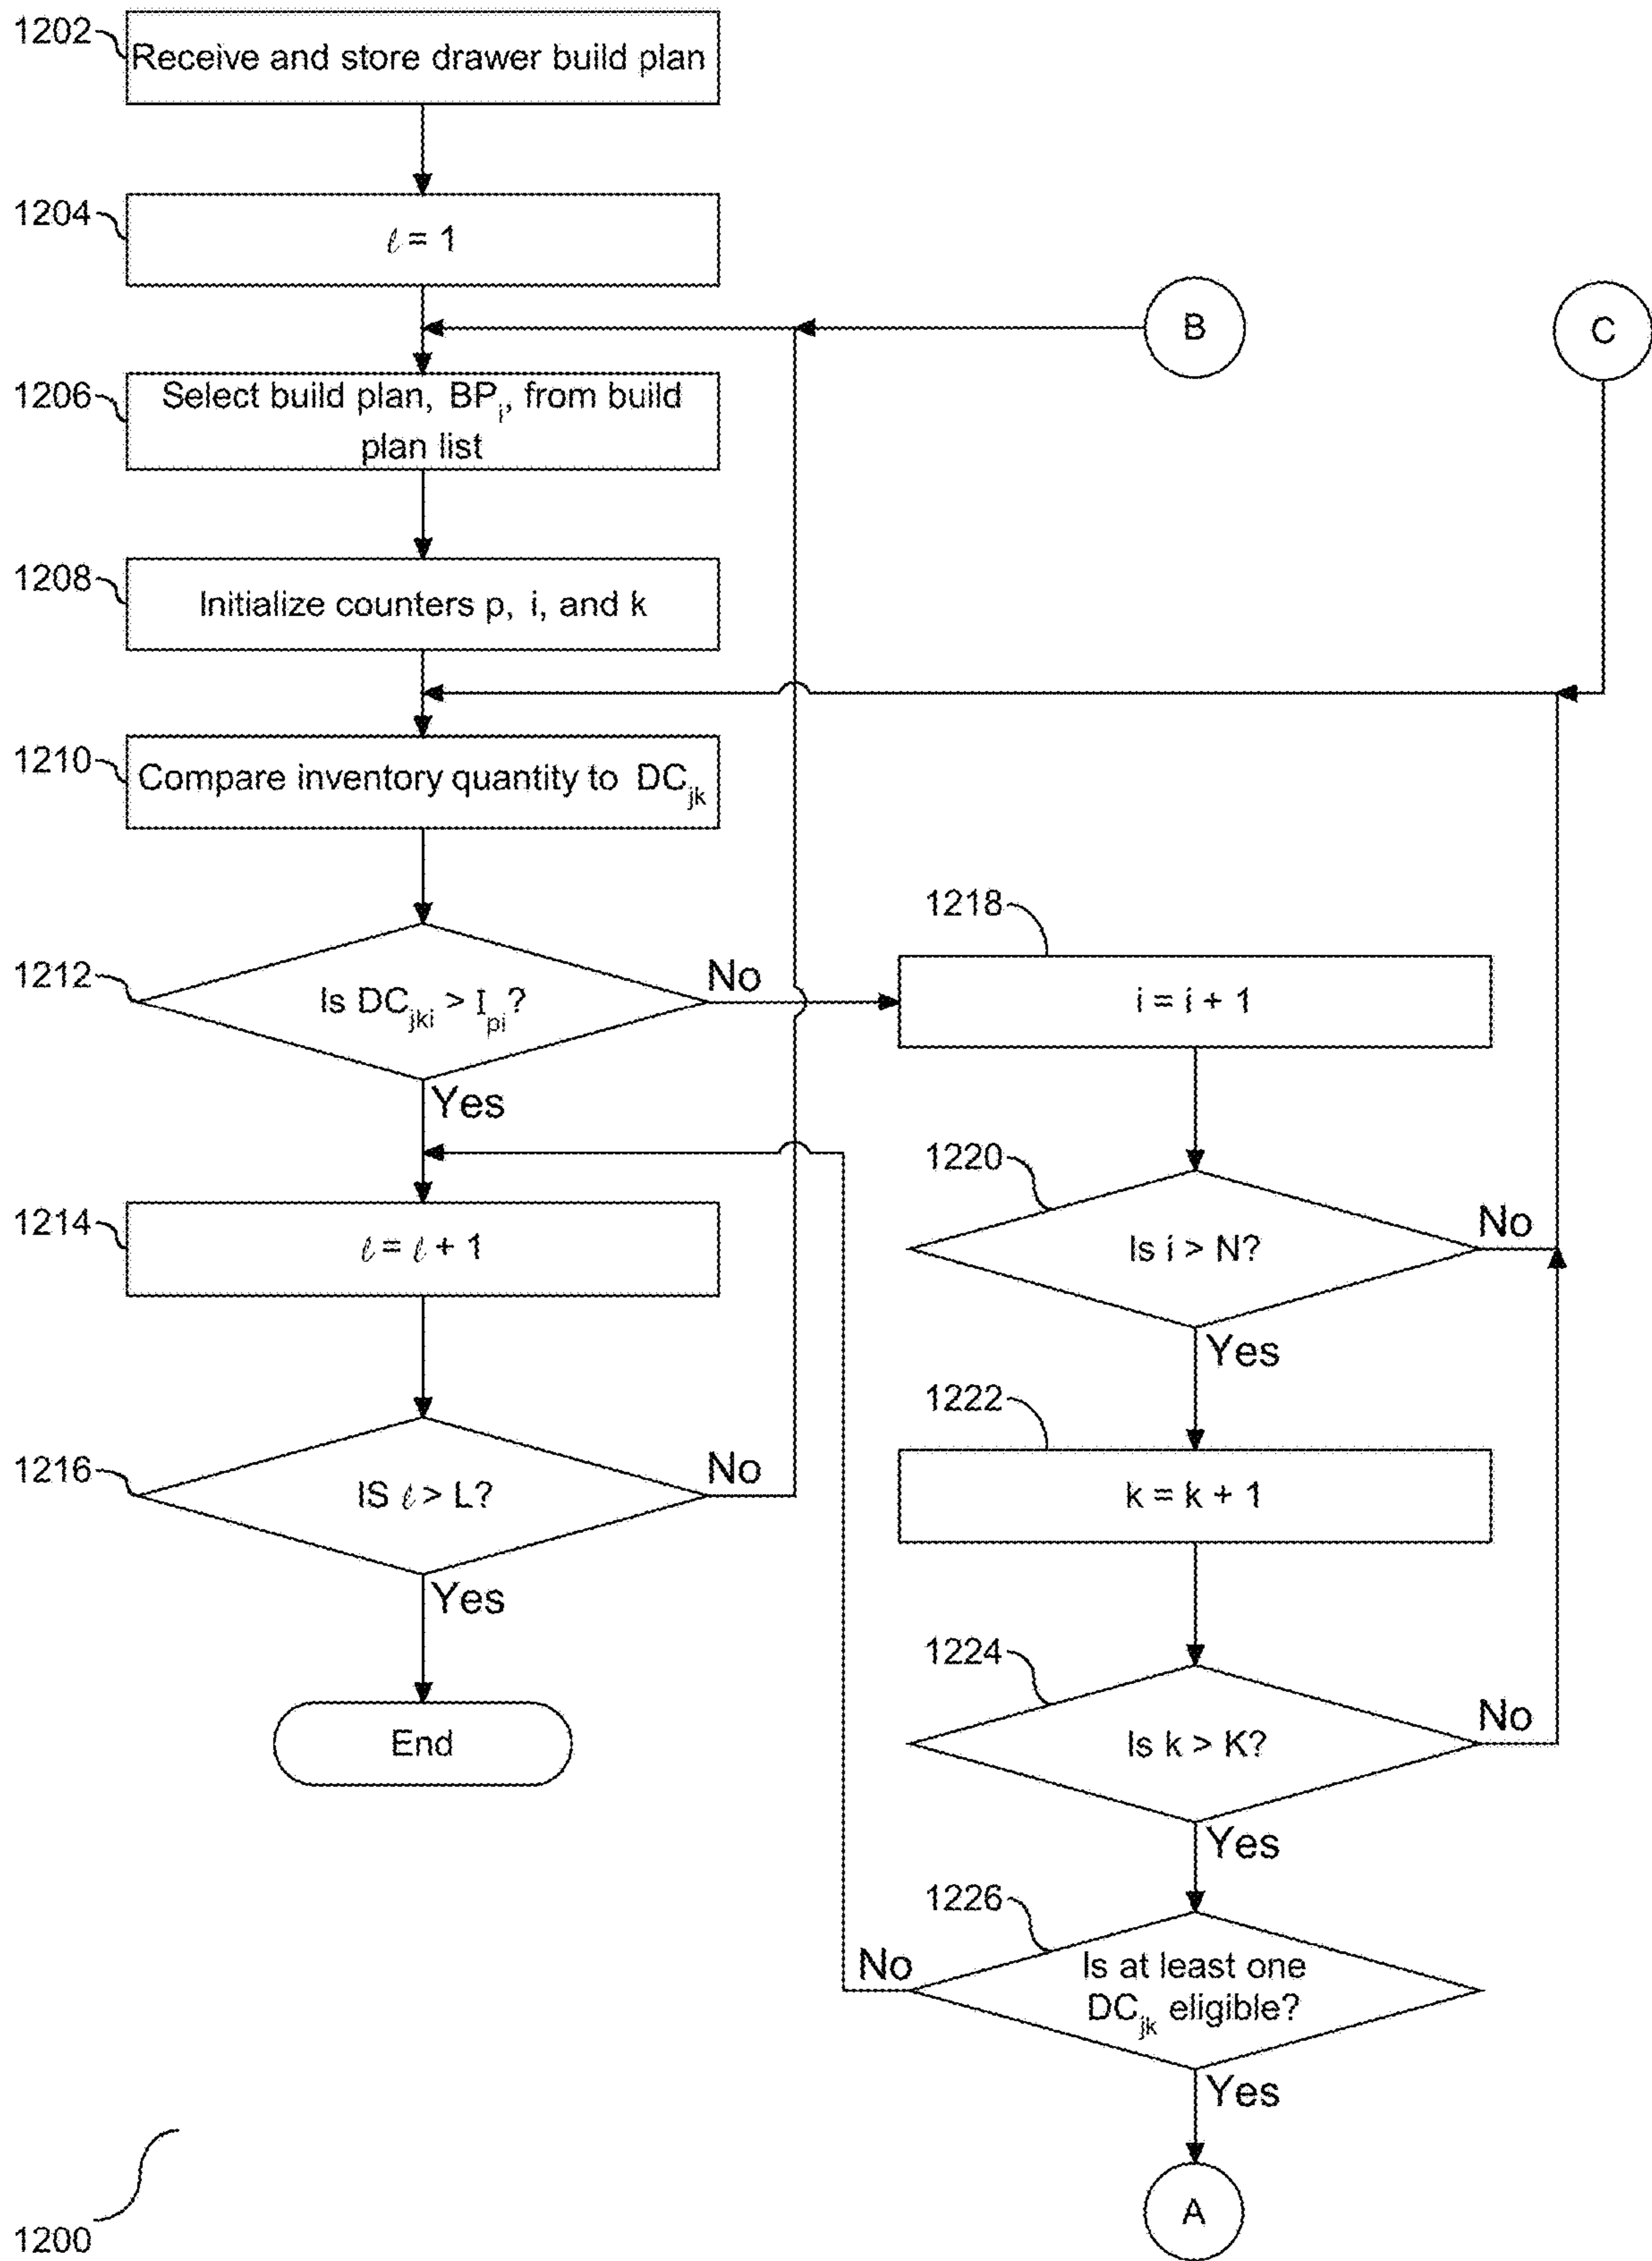 1202
Receive and store drawer build plan
1204
ℓ = 1
B
C
1206
Select build plan, BPᵢ, from build
plan list
1208
Initialize counters p, i, and k
1210
Compare inventory quantity to DCjk
1212
Is DCjki > Ipi?
No
Yes
1218
i = i + 1
1220
Is i > N?
No
Yes
1214
ℓ = ℓ + 1
1222
k = k + 1
1216
IS ℓ > L?
No
Yes
1224
Is k > K?
No
Yes
End
1226
Is at least one
DCjk eligible?
No
Yes
A
1200